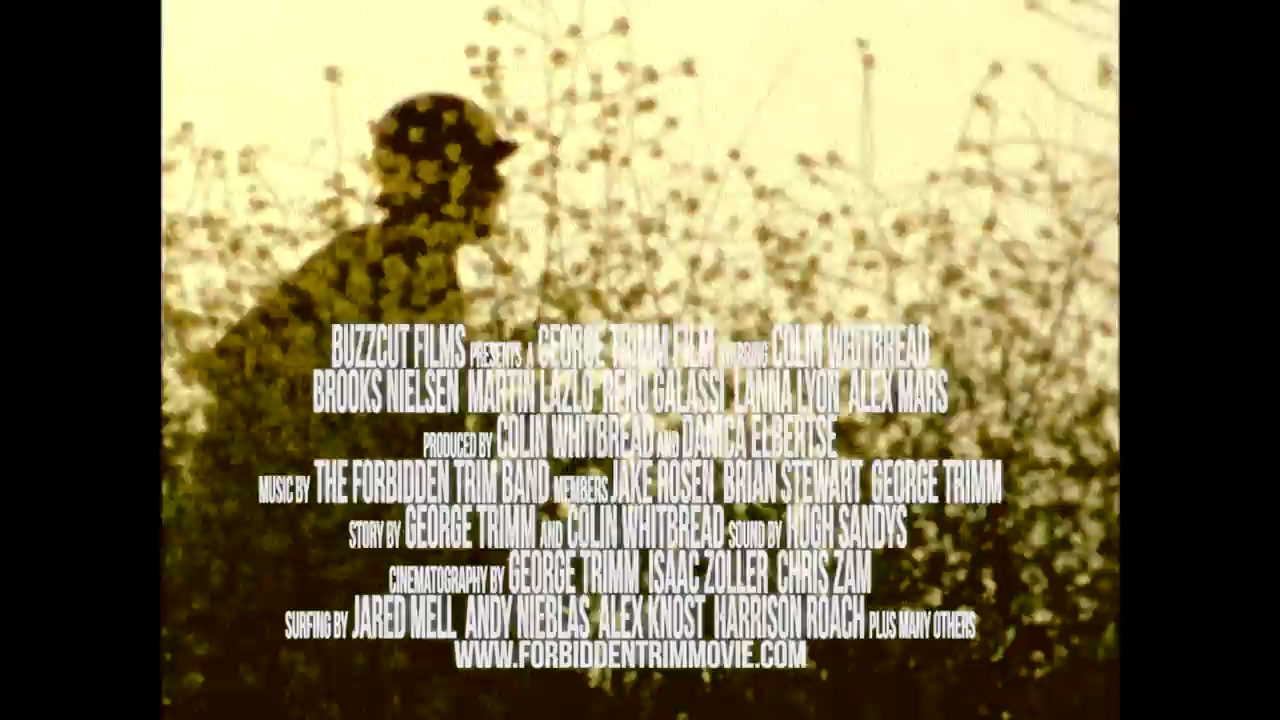 BUZZCUT FILMS PRESENTS A GEORGE TRIMM FILM STARRING COLIN WHITBREAD
BROOKS NIELSEN MARTIN LAZLO RENO GALASSI LANNA LYON ALEX MARS
PRODUCED BY COLIN WHITBREAD AND DANICA ELBERTSE
MUSIC BY THE FORBIDDEN TRIM BAND MEMBERS JAKE ROSEN BRIAN STEWART GEORGE TRIMM
STORY BY GEORGE TRIMM AND COLIN WHITBREAD SOUND BY HUGH SANDYS
CINEMATOGRAPHY BY GEORGE TRIMM ISAAC ZOLLER CHRIS ZAM
SURFING BY JARED MELL ANDY NIEBLAS ALEX KNOST HARRISON ROACH PLUS MANY OTHERS
WWW.FORBIDDENTRIMMOVIE.COM